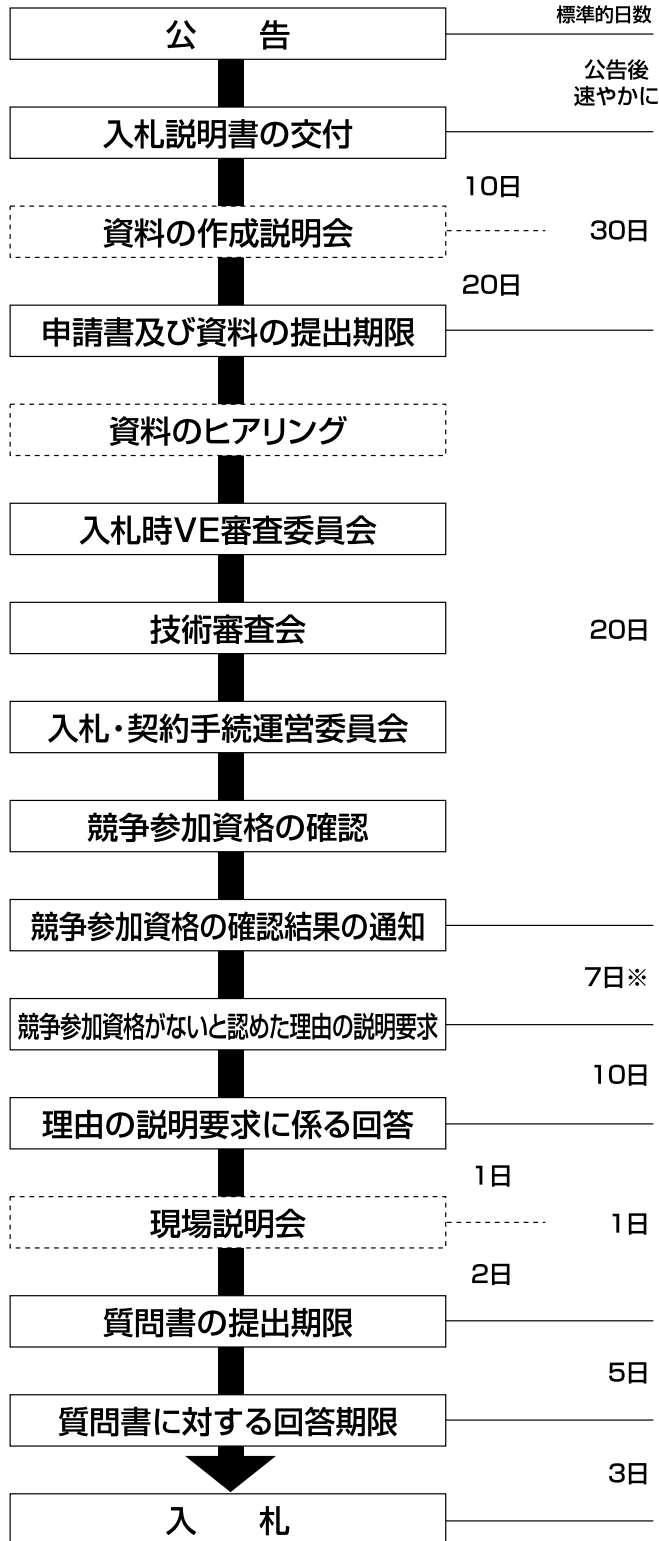 標準的日数
公　告
公告後
速やかに
入札説明書の交付
10日
資料の作成説明会
30日
20日
申請書及び資料の提出期限
資料のヒアリング
入札時VE審査委員会
技術審査会
20日
入札・契約手続運営委員会
競争参加資格の確認
競争参加資格の確認結果の通知
7日※
競争参加資格がないと認めた理由の説明要求
10日
理由の説明要求に係る回答
1日
現場説明会
1日
2日
質問書の提出期限
5日
質問書に対する回答期限
3日
入　札